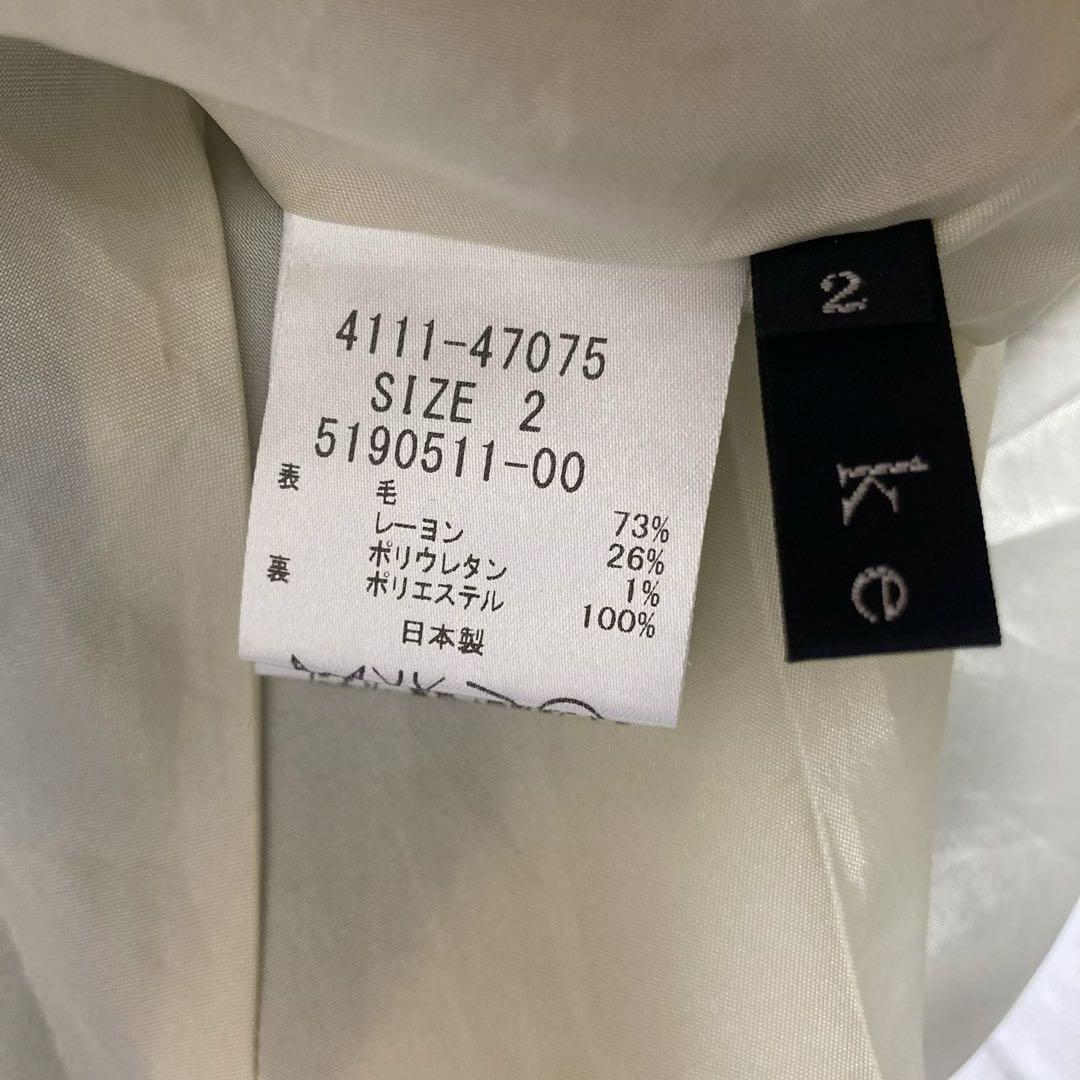 4111-47075
SIZE 2
5190511-00
表 毛 73%
レーヨン 26%
ポリウレタン 1%
裏 ポリエステル 100%
日本製
2
Ke